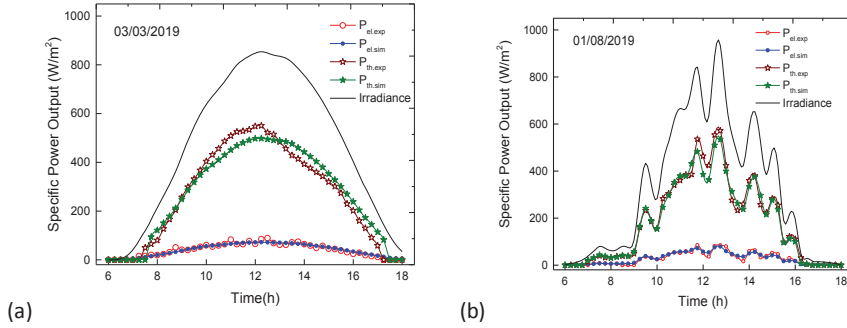 (a)
03/03/2019
P el.exp
P el.sim
P th.exp
P th.sim
Irradiance
Specific Power Output (W/m²)
1000
800
600
400
200
0
6 8 10 12 14 16 18
Time(h)
(b)
01/08/2019
P el.exp
P el.sim
P th.exp
P th.sim
Irradiance
Specific Power Output (W/m²)
1000
800
600
400
200
0
6 8 10 12 14 16 18
Time (h)